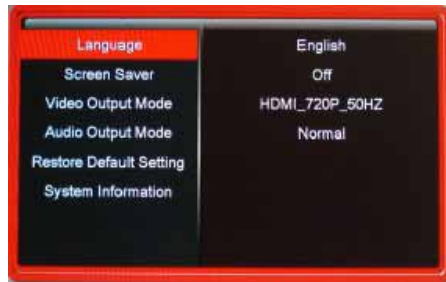 Language English
Screen Saver Off
Video Output Mode HDMI_720P_50HZ
Audio Output Mode Normal
Restore Default Setting
System Information